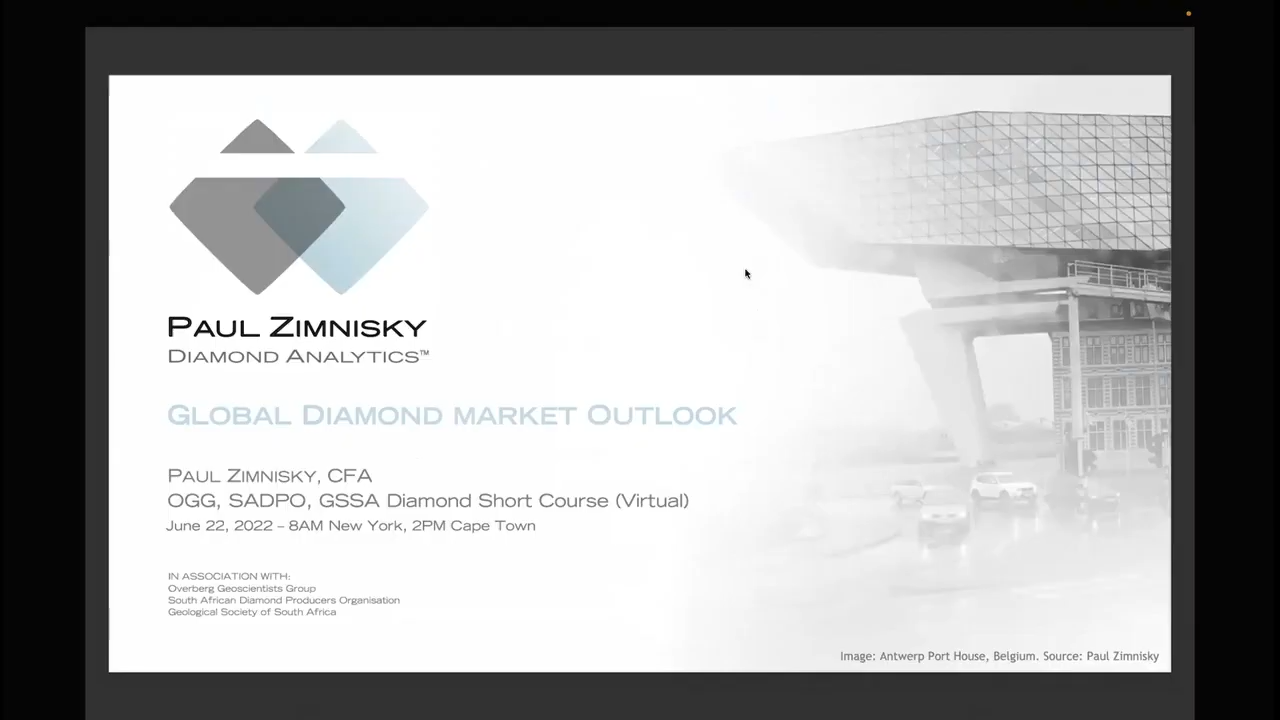 PAUL ZIMNISKY
DIAMOND ANALYTICS™
GLOBAL DIAMOND MARKET OUTLOOK
PAUL ZIMNISKY, CFA
OGG, SADPO, GSSA Diamond Short Course (Virtual)
June 22, 2022 – 8AM New York, 2PM Cape Town
IN ASSOCIATION WITH:
Overberg Geoscientists Group
South African Diamond Producers Organisation
Geological Society of South Africa
Image: Antwerp Port House, Belgium. Source: Paul Zimnisky